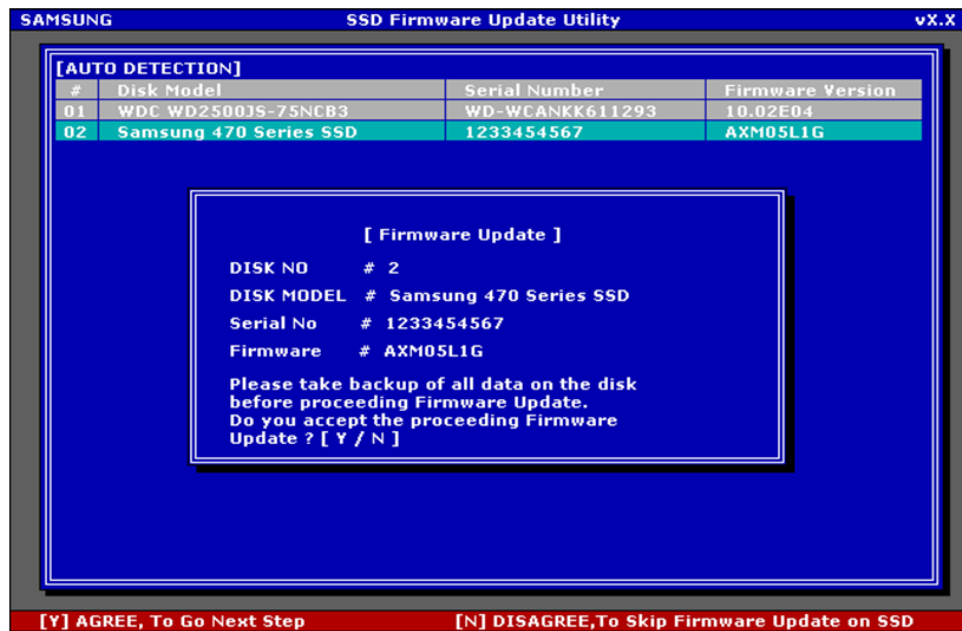 SAMSUNG SSD Firmware Update Utility vX.X
[AUTO DETECTION]
# Disk Model Serial Number Firmware Version
01 WDC WD2500JS-75NCB3 WD-WCANKK611293 10.02E04
02 Samsung 470 Series SSD 1233454567 AXM05L1G
[ Firmware Update ]
DISK NO # 2
DISK MODEL # Samsung 470 Series SSD
Serial No # 1233454567
Firmware # AXM05L1G
Please take backup of all data on the disk
before proceeding Firmware Update.
Do you accept the proceeding Firmware
Update ? [ Y / N ]
[Y] AGREE, To Go Next Step [N] DISAGREE,To Skip Firmware Update on SSD